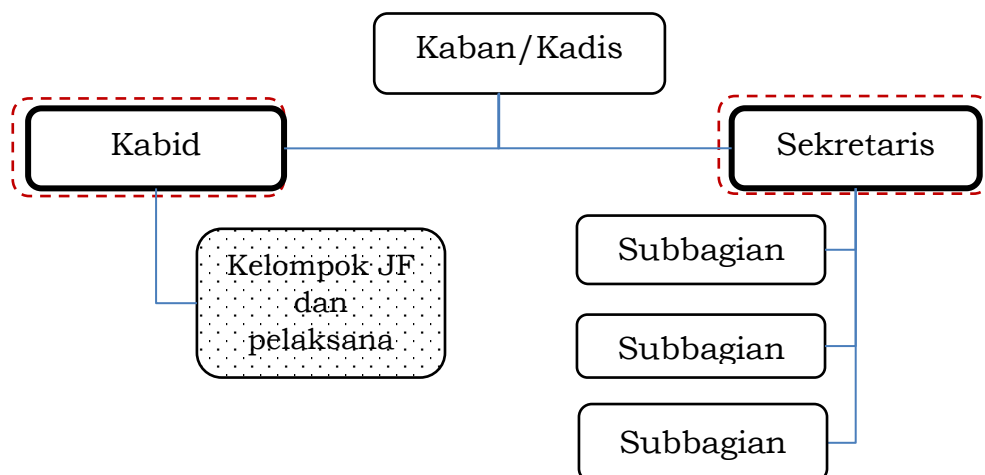 Kaban/Kadis
Kabid
Sekretaris
Kelompok JF
dan
pelaksana
Subbagian
Subbagian
Subbagian